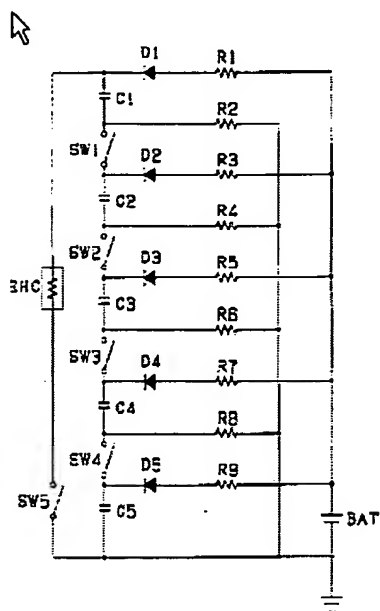 D1 R1
C1
R2
SW1
D2 R3
C2
R4
SW2
D3 R5
BHC
C3
R6
SW3
D4 R7
C4
R8
SW4
D5 R9
SW5
C5
BAT